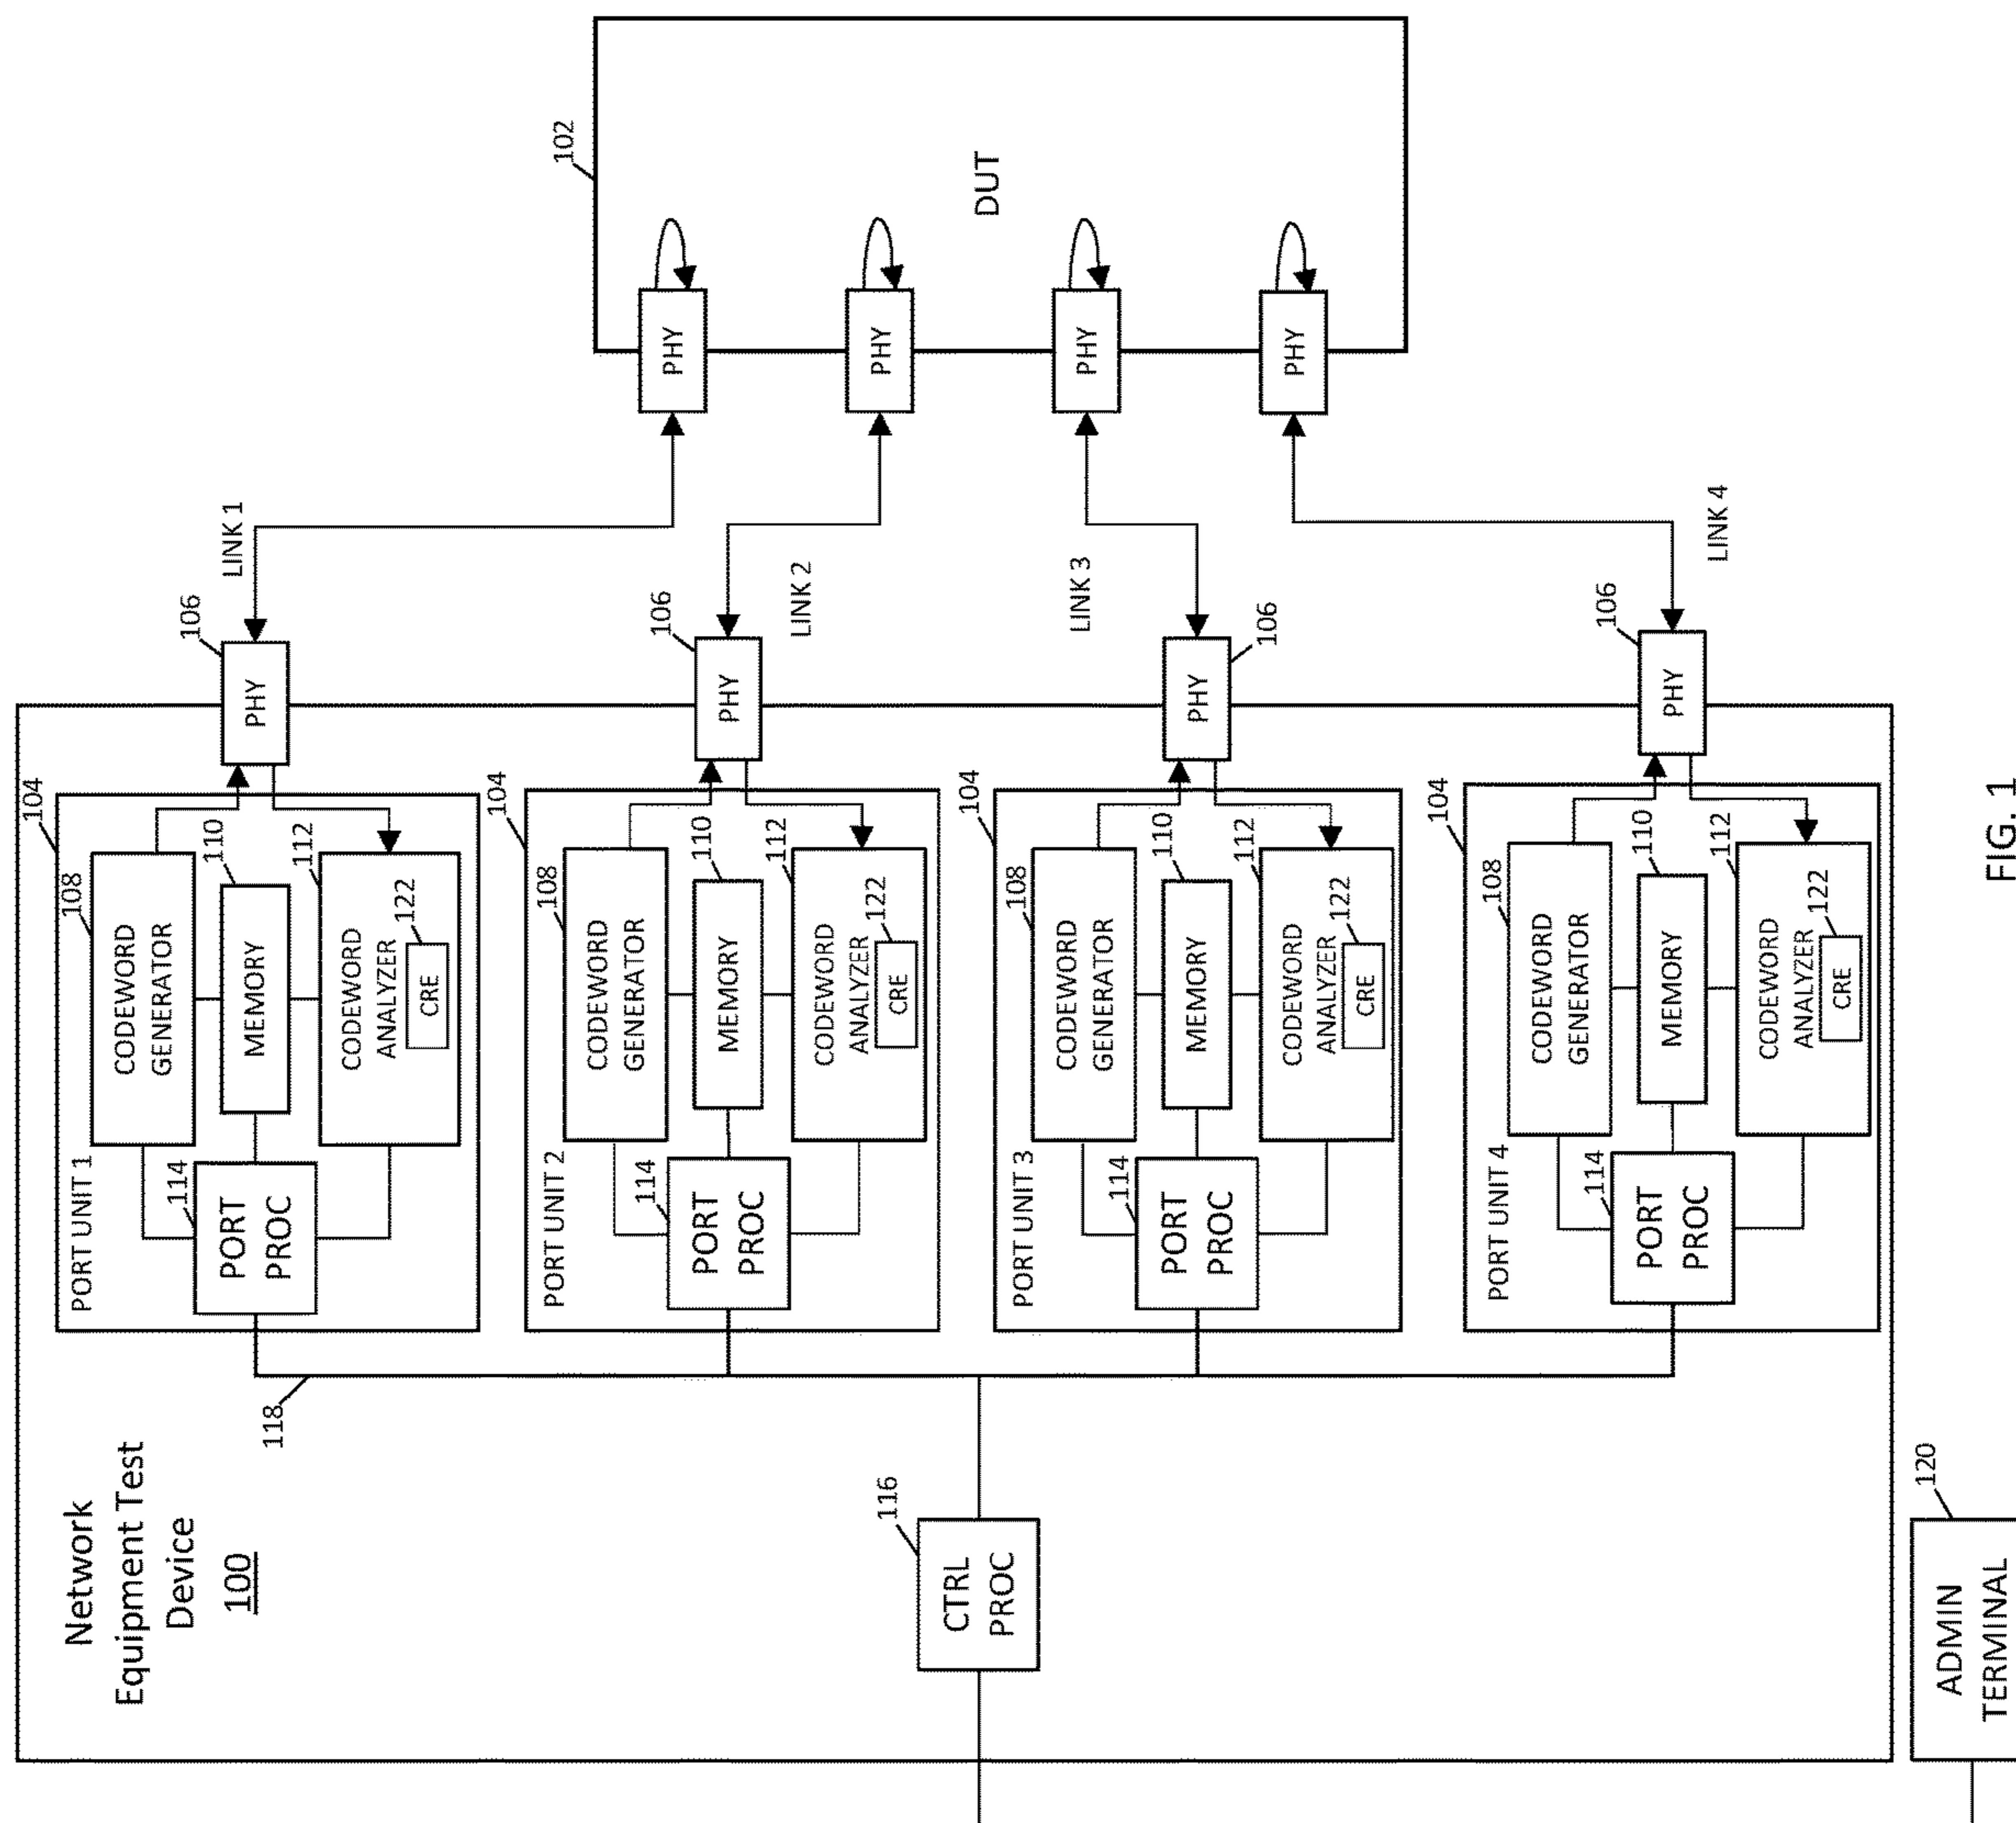 Network
Equipment Test
Device
100
118
PORT UNIT 1
104
108
CODEWORD
GENERATOR
114
PORT
PROC
110
MEMORY
112
CODEWORD
ANALYZER
122
CRE
106
PHY
LINK 1
PORT UNIT 2
104
108
CODEWORD
GENERATOR
114
PORT
PROC
110
MEMORY
112
CODEWORD
ANALYZER
122
CRE
106
PHY
LINK 2
102
PHY
PHY
DUT
PHY
PHY
116
CTRL
PROC
PORT UNIT 3
104
108
CODEWORD
GENERATOR
114
PORT
PROC
110
MEMORY
112
CODEWORD
ANALYZER
122
CRE
106
PHY
LINK 3
PORT UNIT 4
104
108
CODEWORD
GENERATOR
114
PORT
PROC
110
MEMORY
112
CODEWORD
ANALYZER
122
CRE
106
PHY
LINK 4
120
ADMIN
TERMINAL
FIG. 1